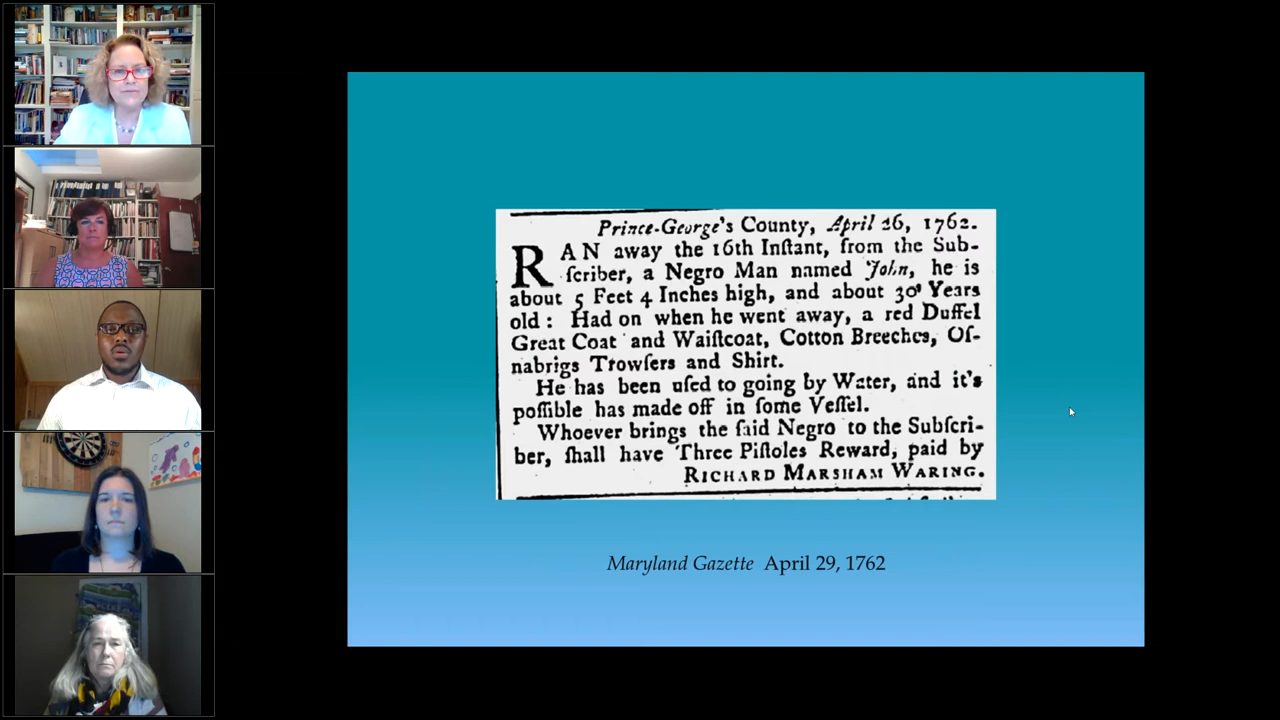 Prince-George's County, April 26, 1762.
RAN away the 16th Inſtant, from the Sub-
ſcriber, a Negro Man named John, he is
about 5 Feet 4 Inches high, and about 30 Years
old : Had on when he went away, a red Duffel
Great Coat and Waiſtcoat, Cotton Breeches, Oſ-
nabrigs Trowſers and Shirt.
He has been uſed to going by Water, and it's
poſſible has made off in ſome Veſſel.
Whoever brings the ſaid Negro to the Subſcri-
ber, ſhall have Three Piſtoles Reward, paid by
RICHARD MARSHAM WARING.
Maryland Gazette April 29, 1762